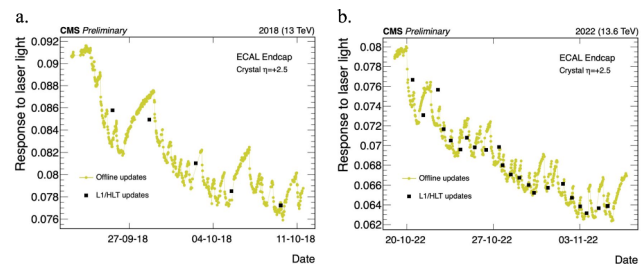 a.
CMS Preliminary 2018 (13 TeV)
Response to laser light
0.092
0.09
0.088
0.086
0.084
0.082
0.08
0.078
0.076
ECAL Endcap
Crystal η=+2.5
Offline updates
L1/HLT updates
27-09-18 04-10-18 11-10-18
Date
b.
CMS Preliminary 2022 (13.6 TeV)
Response to laser light
0.08
0.078
0.076
0.074
0.072
0.07
0.068
0.066
0.064
0.062
ECAL Endcap
Crystal η=+2.5
Offline updates
L1/HLT updates
20-10-22 27-10-22 03-11-22
Date